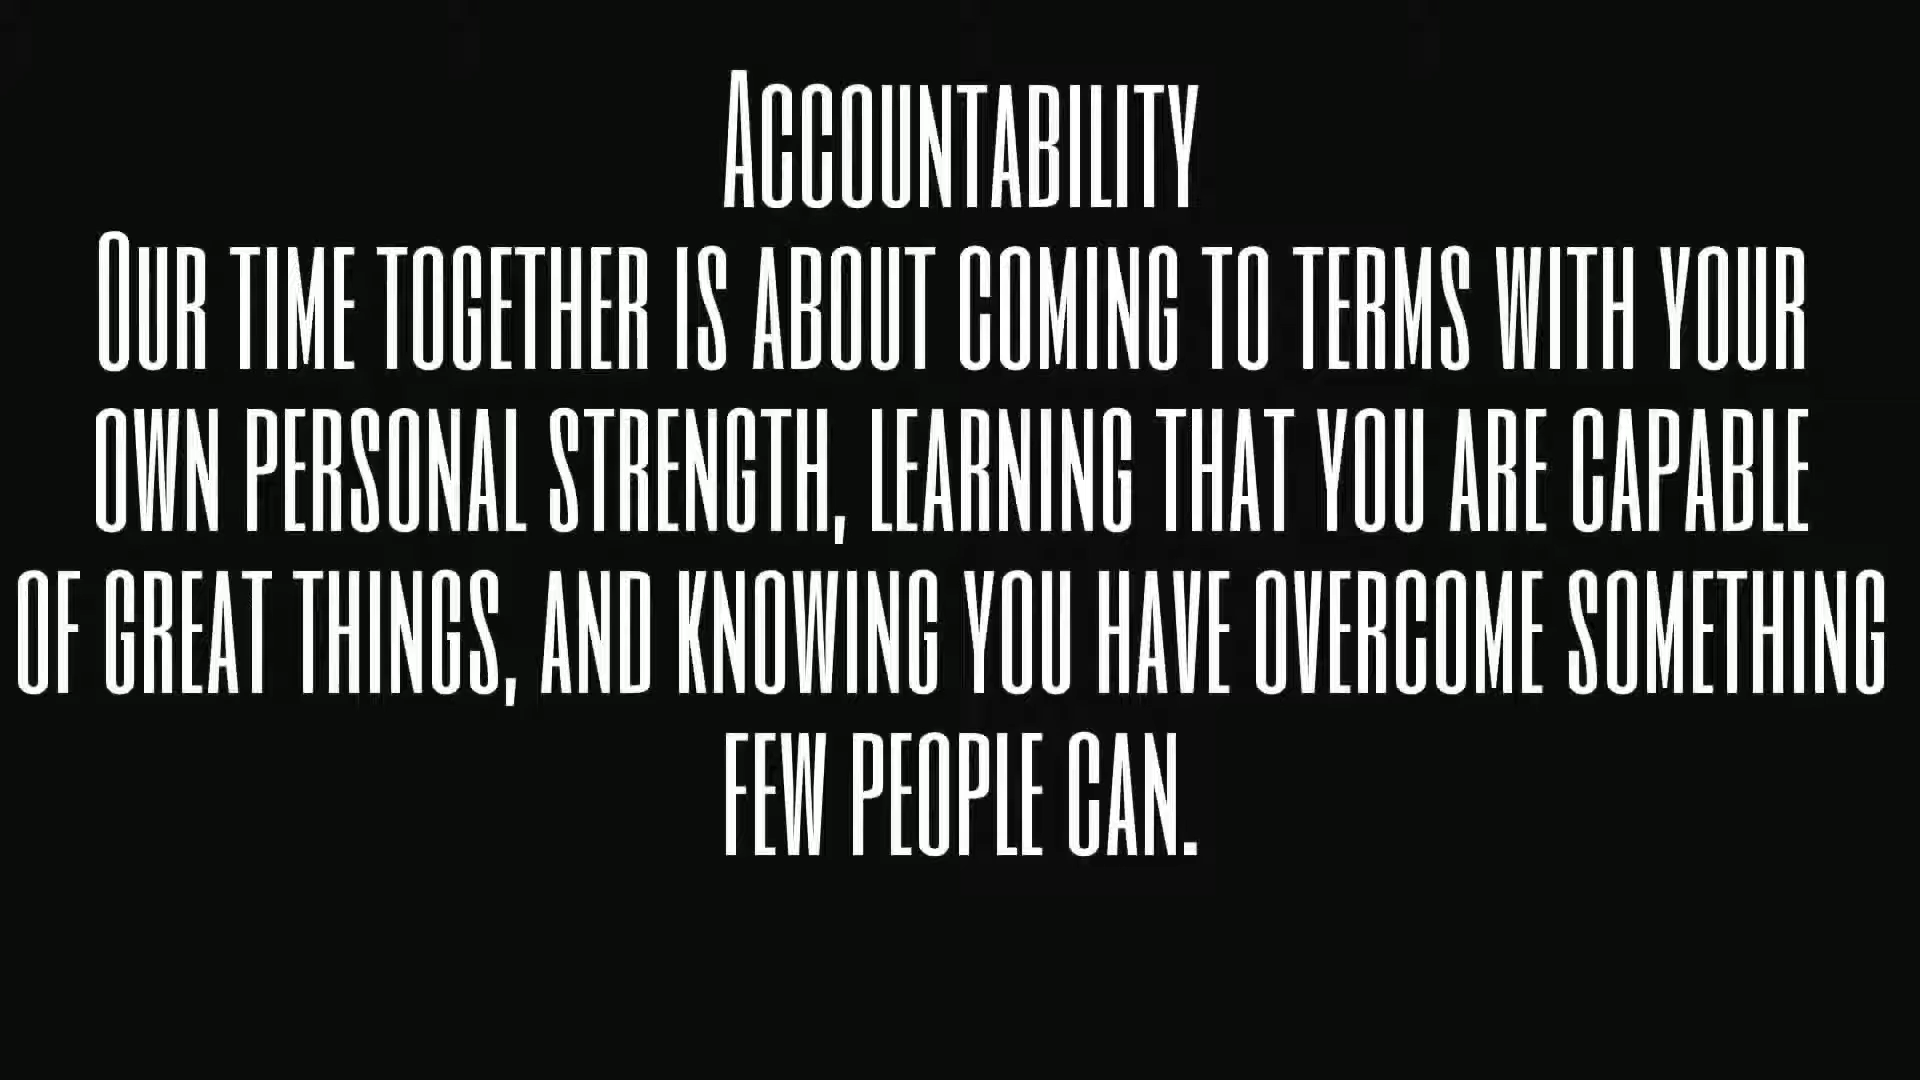 Accountability
Our time together is about coming to terms with your
own personal strength, learning that you are capable
of great things, and knowing you have overcome something
few people can.